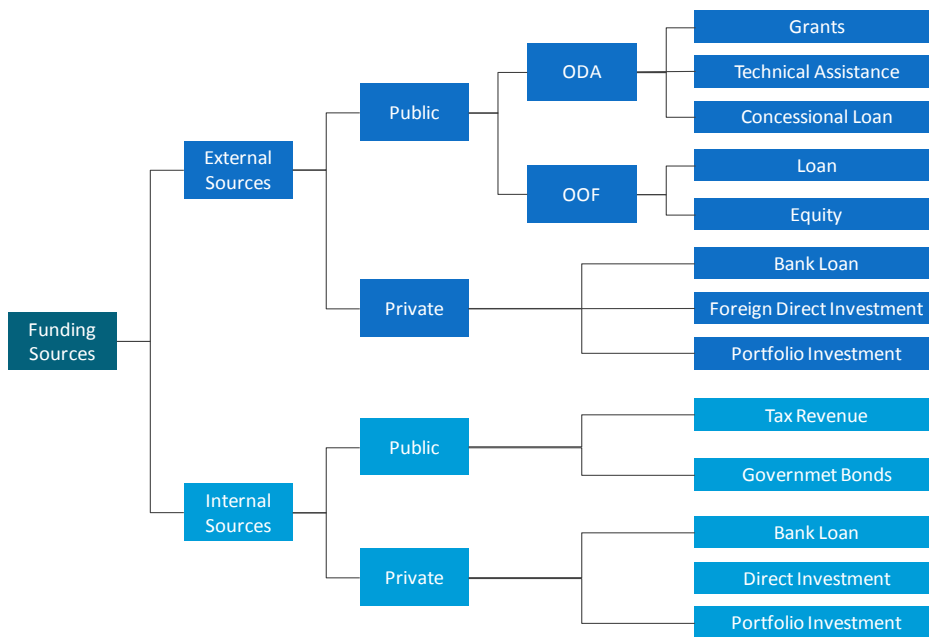 Funding
Sources
External
Sources
Public
ODA
Grants
Technical Assistance
Concessional Loan
OOF
Loan
Equity
Private
Bank Loan
Foreign Direct Investment
Portfolio Investment
Internal
Sources
Public
Tax Revenue
Governmet Bonds
Private
Bank Loan
Direct Investment
Portfolio Investment